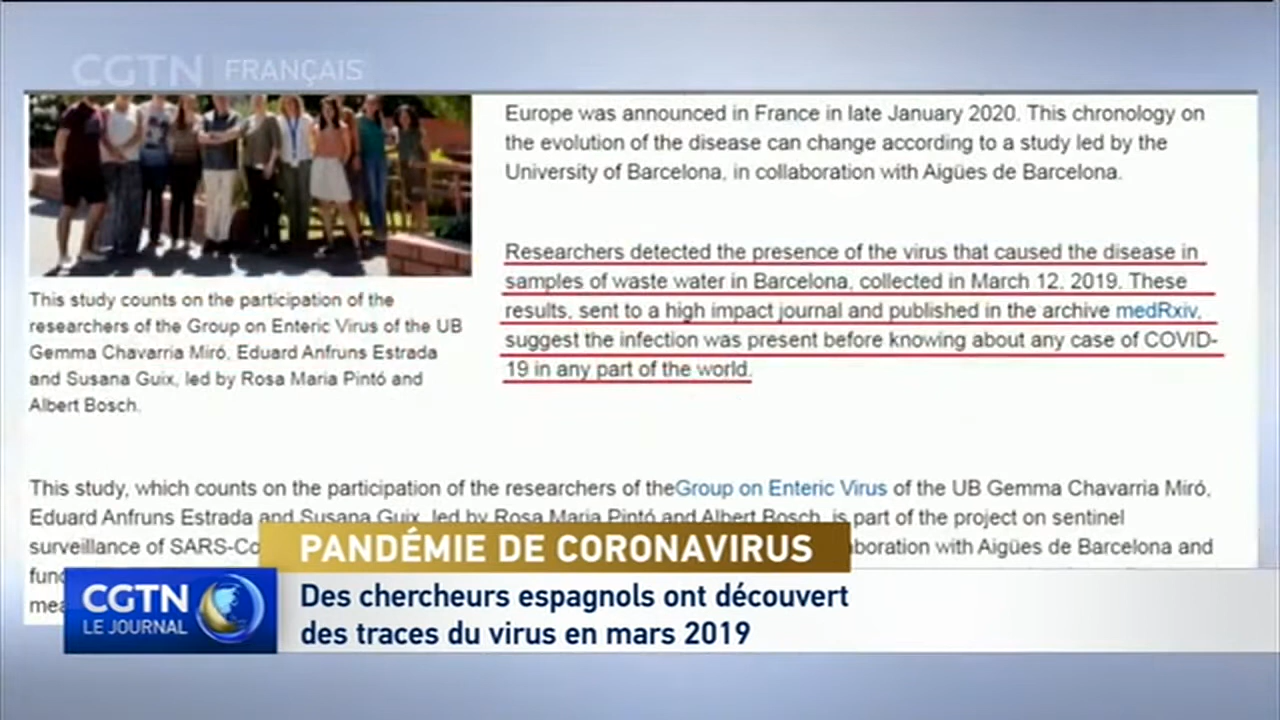 CGTN FRANÇAIS
Europe was announced in France in late January 2020. This chronology on
the evolution of the disease can change according to a study led by the
University of Barcelona, in collaboration with Aigües de Barcelona.
Researchers detected the presence of the virus that caused the disease in
samples of waste water in Barcelona, collected in March 12, 2019. These
results, sent to a high impact journal and published in the archive medRxiv,
suggest the infection was present before knowing about any case of COVID-
19 in any part of the world.
This study counts on the participation of the
researchers of the Group on Enteric Virus of the UB
Gemma Chavarria Miró, Eduard Anfruns Estrada
and Susana Guix, led by Rosa Maria Pintó and
Albert Bosch.
This study, which counts on the participation of the researchers of theGroup on Enteric Virus of the UB Gemma Chavarria Miró,
Eduard Anfruns Estrada and Susana Guix, led by Rosa Maria Pintó and Albert Bosch, is part of the project on sentinel
surveillance of SARS-Co boration with Aigües de Barcelona and
PANDÉMIE DE CORONAVIRUS
CGTN
LE JOURNAL
Des chercheurs espagnols ont découvert
des traces du virus en mars 2019